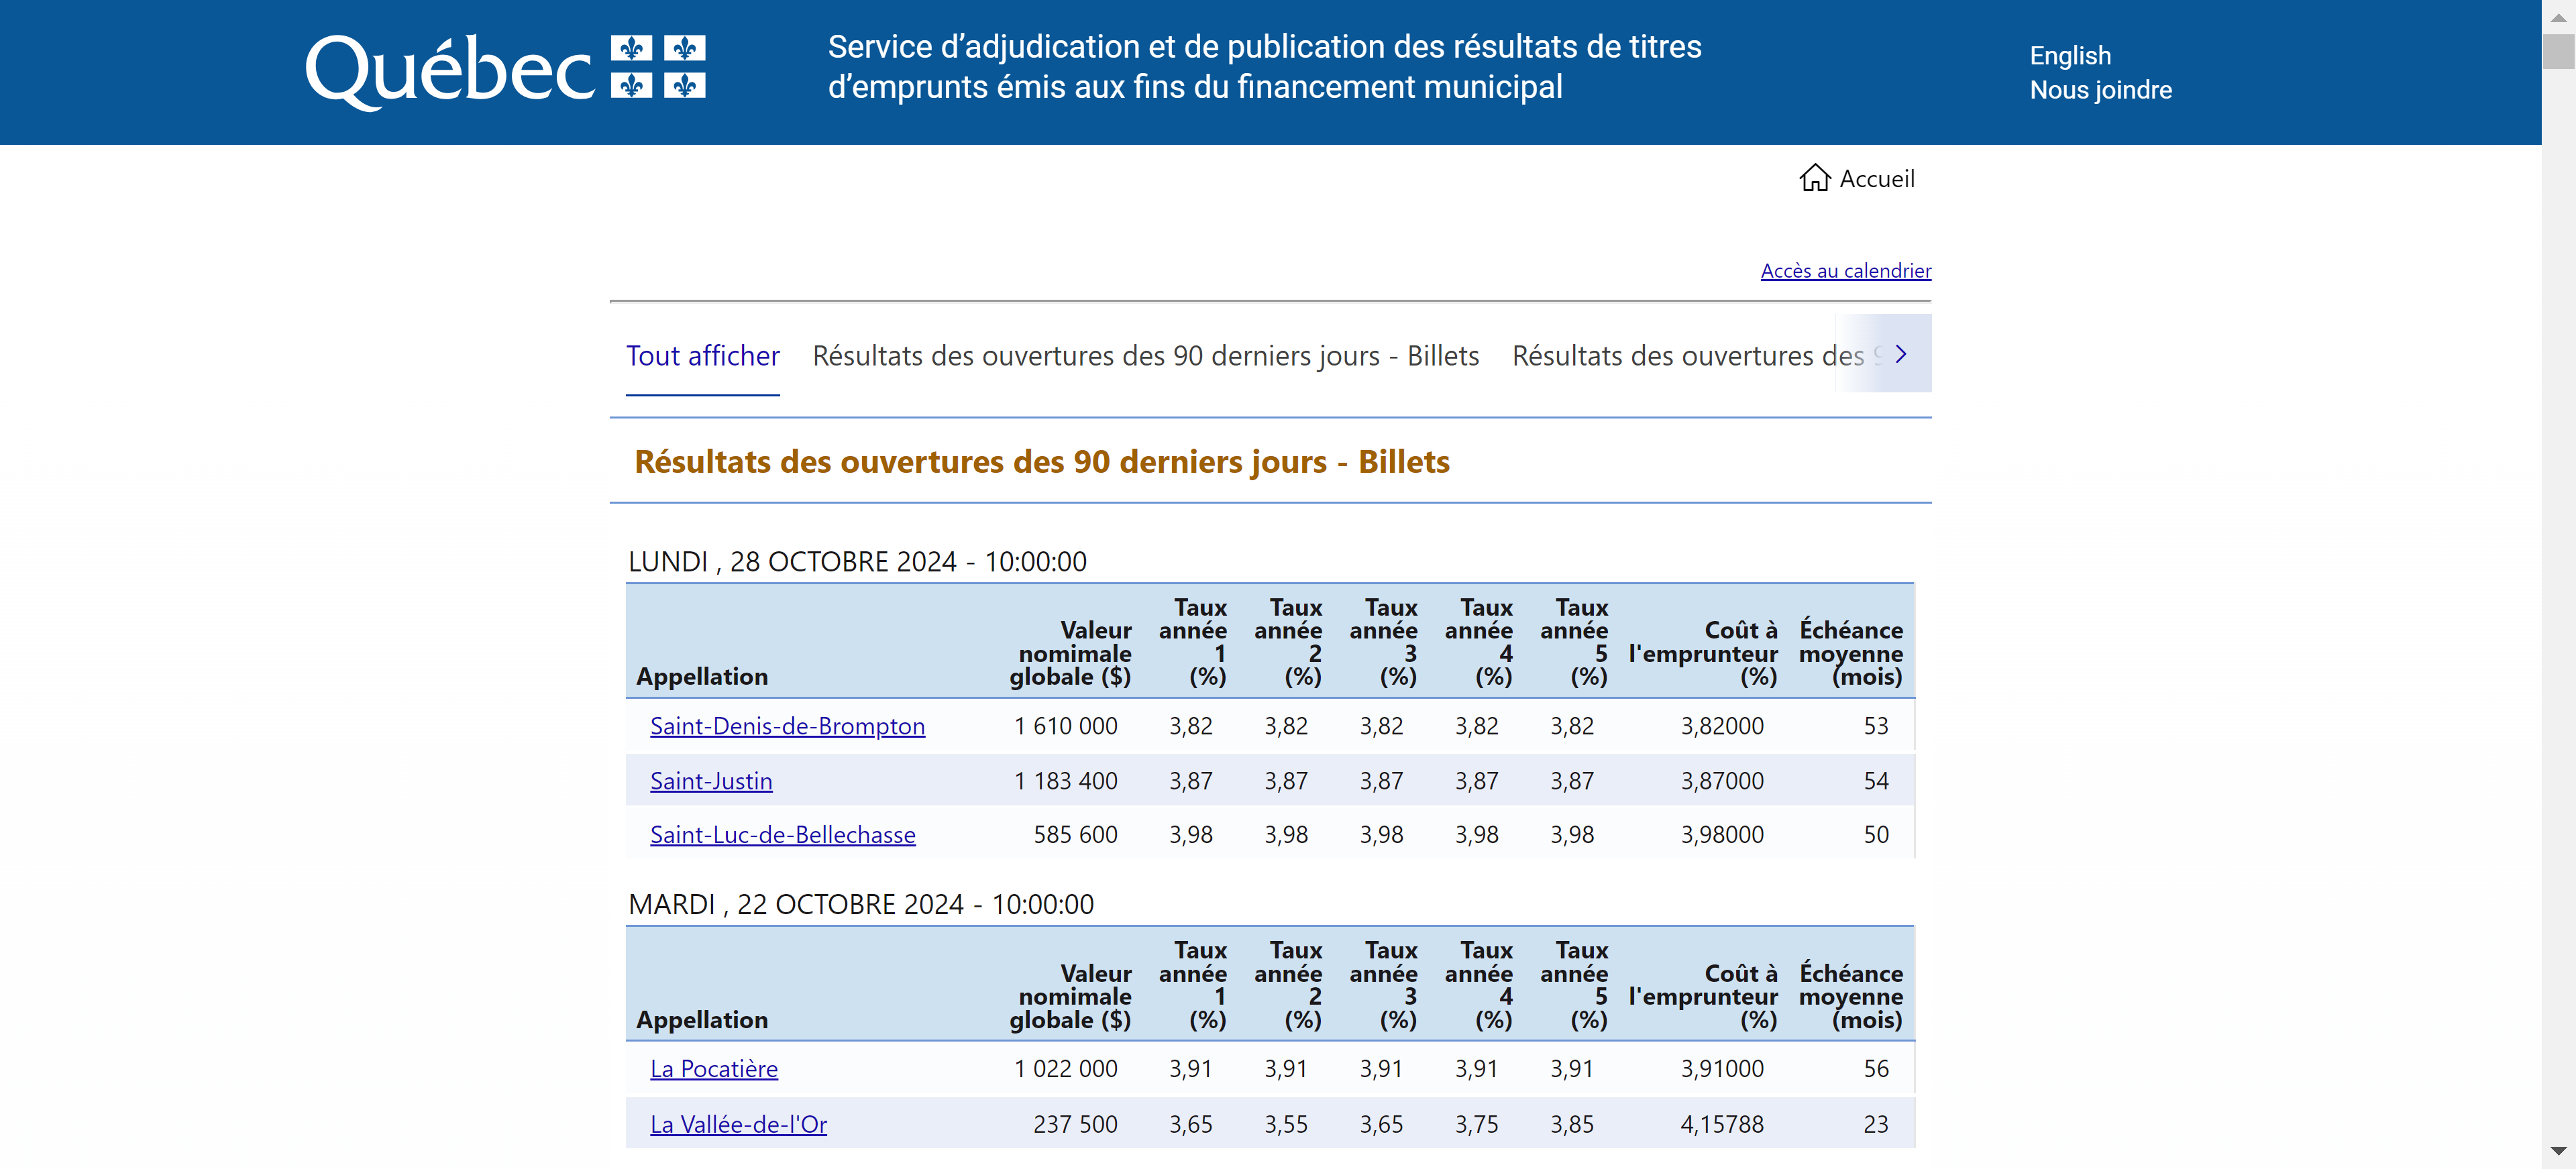 Québec
Service d’adjudication et de publication des résultats de titres
d’emprunts émis aux fins du financement municipal
English
Nous joindre
Accueil
Accès au calendrier
Tout afficher Résultats des ouvertures des 90 derniers jours - Billets Résultats des ouvertures des
Résultats des ouvertures des 90 derniers jours - Billets
LUNDI , 28 OCTOBRE 2024 - 10:00:00
Appellation Valeur nomimale globale ($) Taux année 1 (%) Taux année 2 (%) Taux année 3 (%) Taux année 4 (%) Taux année 5 (%) Coût à l'emprunteur (%) Échéance moyenne (mois)
Saint-Denis-de-Brompton 1 610 000 3,82 3,82 3,82 3,82 3,82 3,82000 53
Saint-Justin 1 183 400 3,87 3,87 3,87 3,87 3,87 3,87000 54
Saint-Luc-de-Bellechasse 585 600 3,98 3,98 3,98 3,98 3,98 3,98000 50
MARDI , 22 OCTOBRE 2024 - 10:00:00
Appellation Valeur nomimale globale ($) Taux année 1 (%) Taux année 2 (%) Taux année 3 (%) Taux année 4 (%) Taux année 5 (%) Coût à l'emprunteur (%) Échéance moyenne (mois)
La Pocatière 1 022 000 3,91 3,91 3,91 3,91 3,91 3,91000 56
La Vallée-de-l'Or 237 500 3,65 3,55 3,65 3,75 3,85 4,15788 23